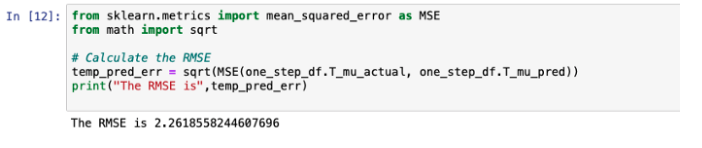 In [12]: from sklearn.metrics import mean_squared_error as MSE
from math import sqrt
# Calculate the RMSE
temp_pred_err = sqrt(MSE(one_step_df.T_mu_actual, one_step_df.T_mu_pred))
print("The RMSE is",temp_pred_err)
The RMSE is 2.2618558244607696